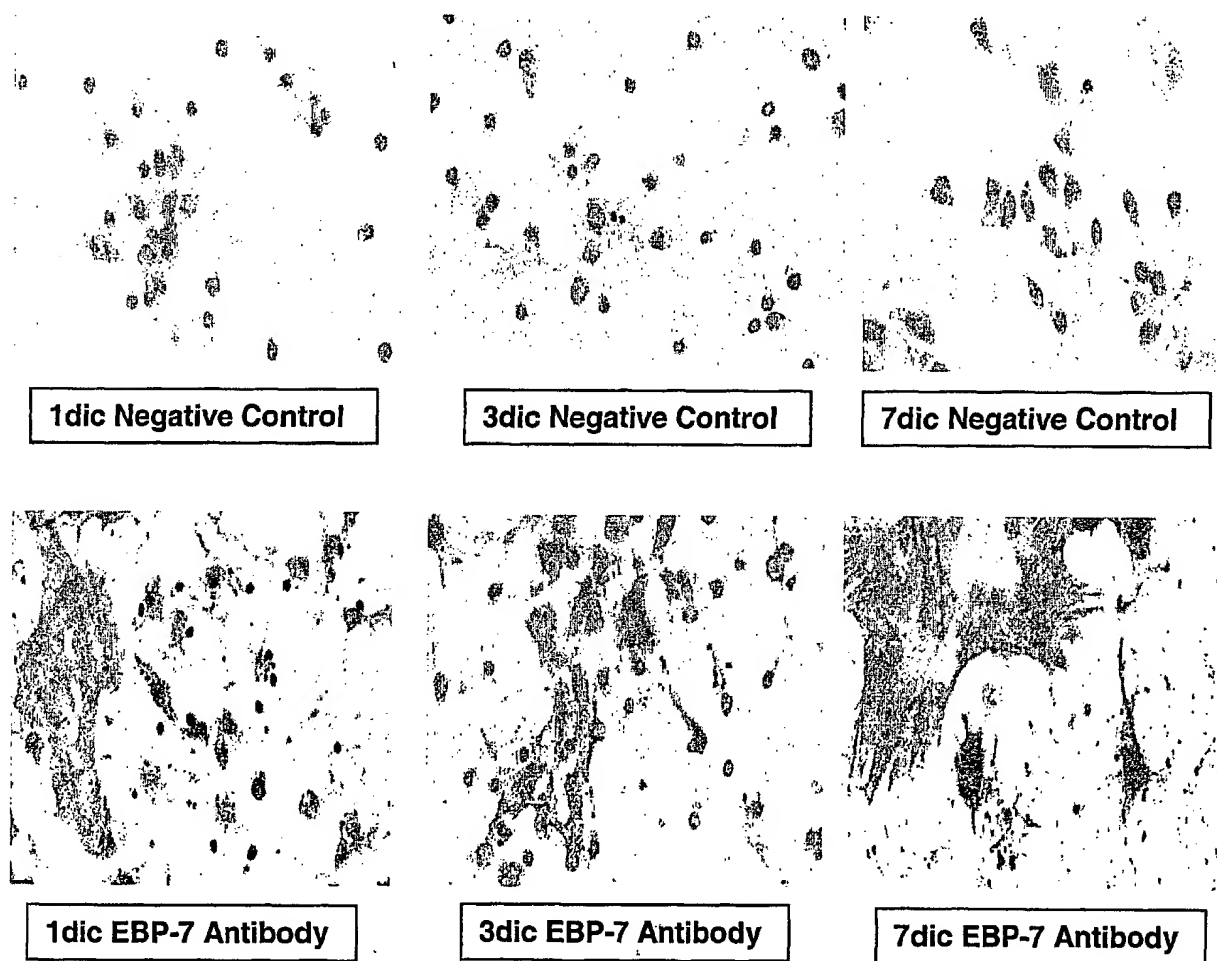 1dic Negative Control
3dic Negative Control
7dic Negative Control
1dic EBP-7 Antibody
3dic EBP-7 Antibody
7dic EBP-7 Antibody